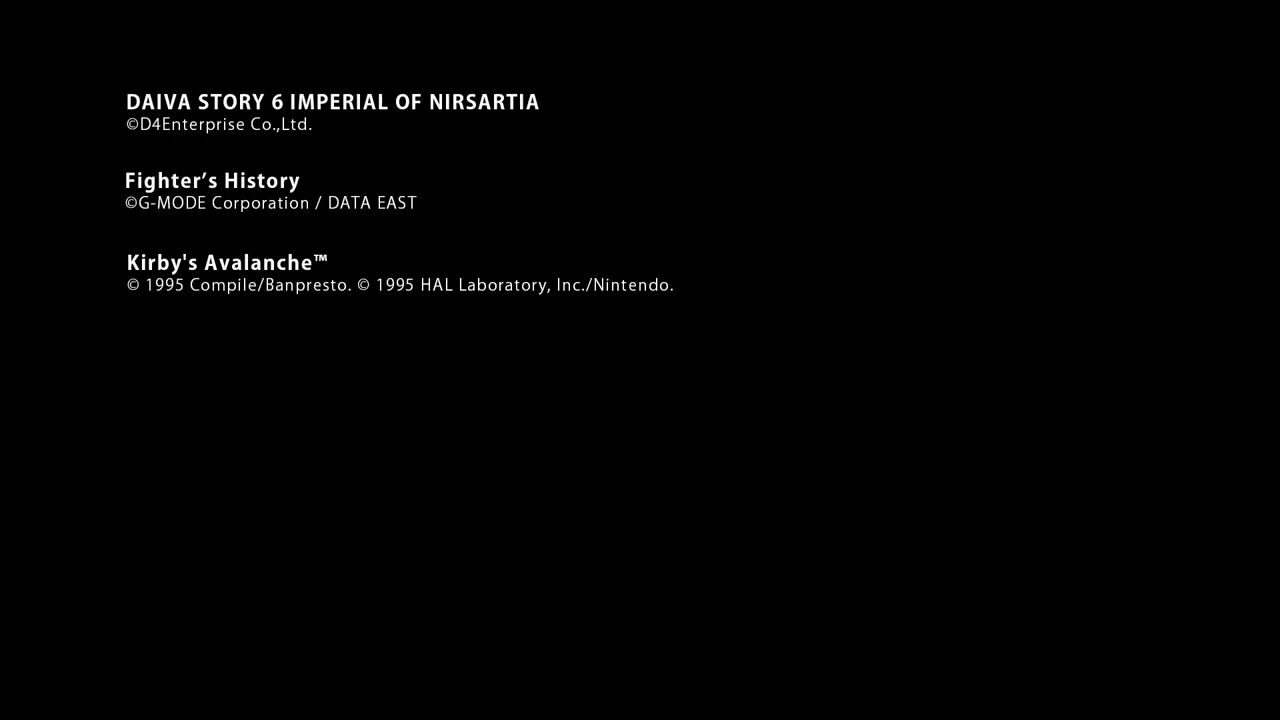 DAIVA STORY 6 IMPERIAL OF NIRSARTIA
©D4Enterprise Co.,Ltd.
Fighter’s History
©G-MODE Corporation / DATA EAST
Kirby's Avalanche™
© 1995 Compile/Banpresto. © 1995 HAL Laboratory, Inc./Nintendo.